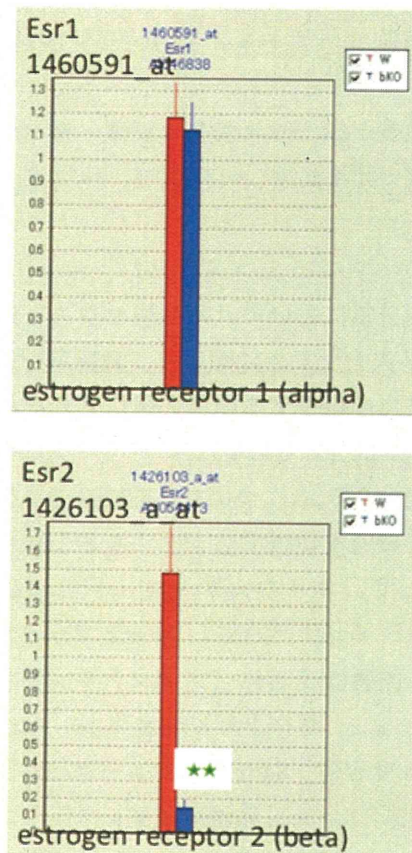 Esr1
1460591_at
Esr1
1460591_at
W
bKO
1.3
1.2
1.1
1
0.9
0.8
0.7
0.6
0.5
0.4
0.3
0.2
0.1
estrogen receptor 1 (alpha)
Esr2
1426103_a_at
Esr2
1426103_a_at
W
bKO
1.7
1.6
1.5
1.4
1.3
1.2
1.1
1
0.9
0.8
0.7
0.6
0.5
0.4
0.3
0.2
0.1
★★
estrogen receptor 2 (beta)